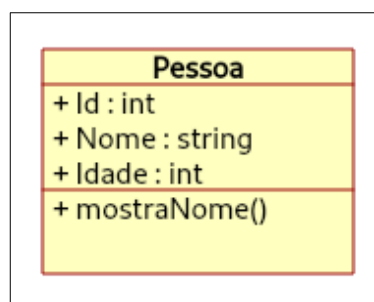 Pessoa
+ Id : int
+ Nome : string
+ Idade : int
+ mostraNome()